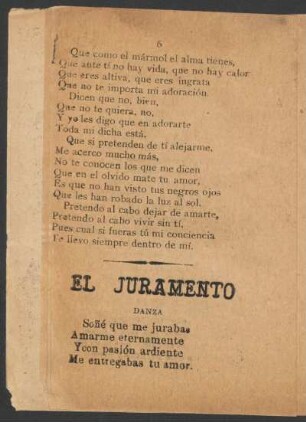 6
Que como el mármol el alma tienes,
Que ante tí no hay vida, que no hay calor
Que eres altiva, que eres ingrata
Que no te importa mi adoración
Dicen que no, bien,
Que no te quiera, no,
Y yo les digo que en adorarte
Toda mi dicha está.
Que si pretenden de tí alejarme,
Me acerco mucho más,
No te conocen los que me dicen
Que en el olvido mate tu amor,
Es que no han visto tus negros ojos
Que les han robado la luz al sol.
Pretendo al cabo dejar de amarte,
Pretendo al cabo vivir sin tí,
Pues cual si fueras tú mi conciencia
Te llevo siempre dentro de mí.
EL JURAMENTO
DANZA
Soñé que me jurabas
Amarme eternamente
Ycon pasión ardiente
Me entregabas tu amor.